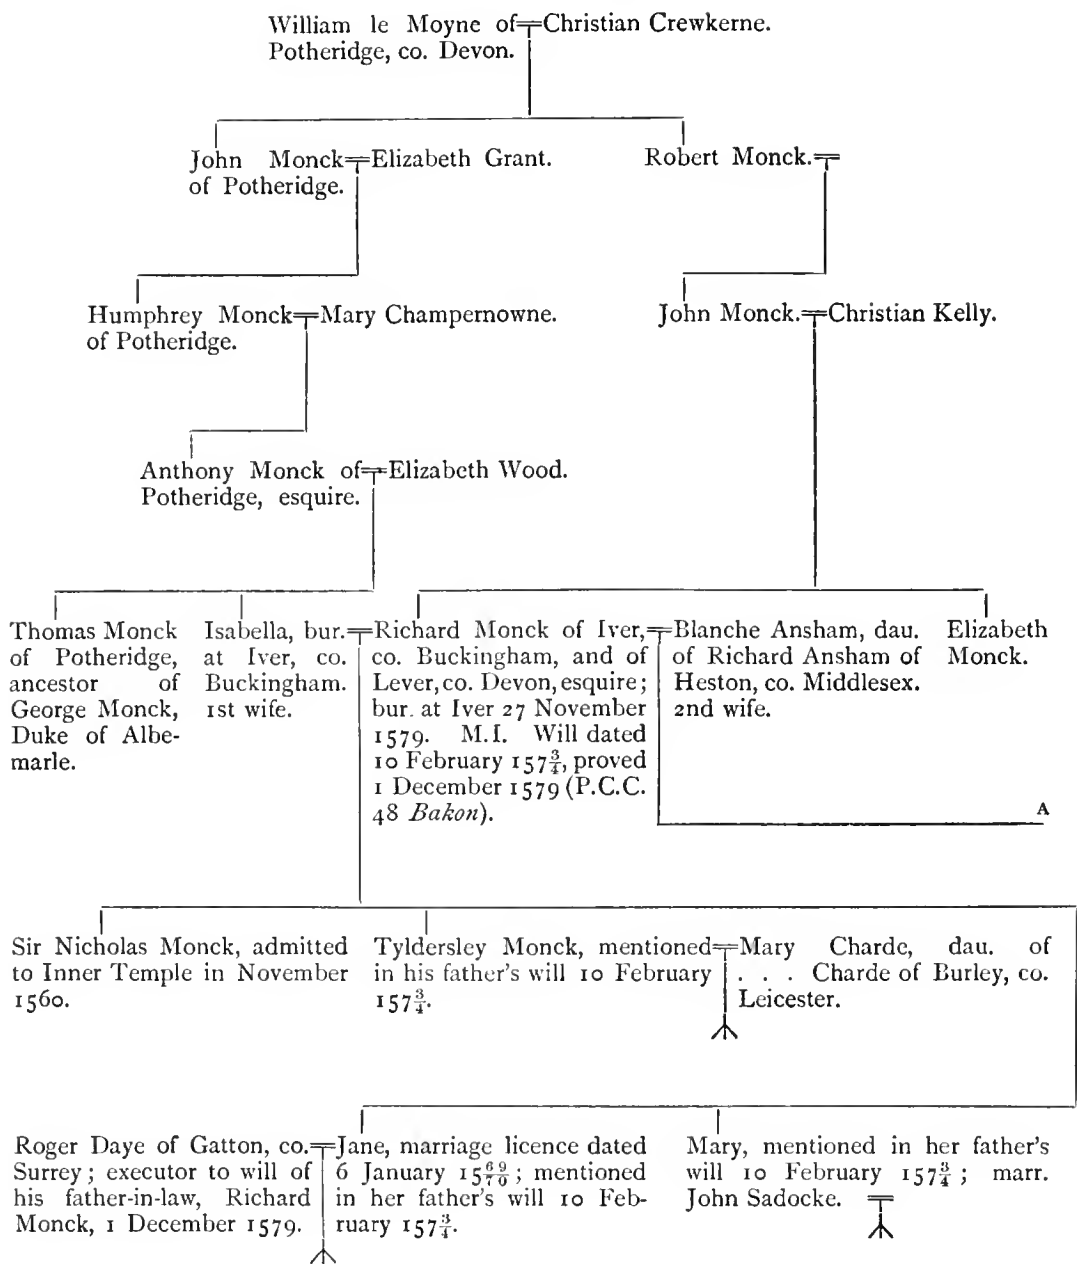 William le Moyne of Christian Crewkerne.
Potheridge, co. Devon.
John Monck Elizabeth Grant.
of Potheridge.
Robert Monck.
Humphrey Monck Mary Champernowne.
of Potheridge.
John Monck. Christian Kelly.
Anthony Monck of Elizabeth Wood.
Potheridge, esquire.
Thomas Monck
of Potheridge,
ancestor of
George Monck,
Duke of Albe-
marle.
Isabella, bur.
at Iver, co.
Buckingham.
1st wife.
Richard Monck of Iver,
co. Buckingham, and of
Lever, co. Devon, esquire;
bur. at Iver 27 November
1579. M.I. Will dated
10 February 157¾, proved
1 December 1579 (P.C.C.
48 Bakon).
Blanche Ansham, dau.
of Richard Ansham of
Heston, co. Middlesex.
2nd wife.
Elizabeth
Monck.
A
Sir Nicholas Monck, admitted
to Inner Temple in November
1560.
Tyldersley Monck, mentioned
in his father's will 10 February
157¾.
Mary Charde, dau. of
. . . Charde of Burley, co.
Leicester.
Roger Daye of Gatton, co.
Surrey; executor to will of
his father-in-law, Richard
Monck, 1 December 1579.
Jane, marriage licence dated
6 January 1569/70; mentioned
in her father's will 10 Feb-
ruary 157¾.
Mary, mentioned in her father's
will 10 February 157¾; marr.
John Sadocke.